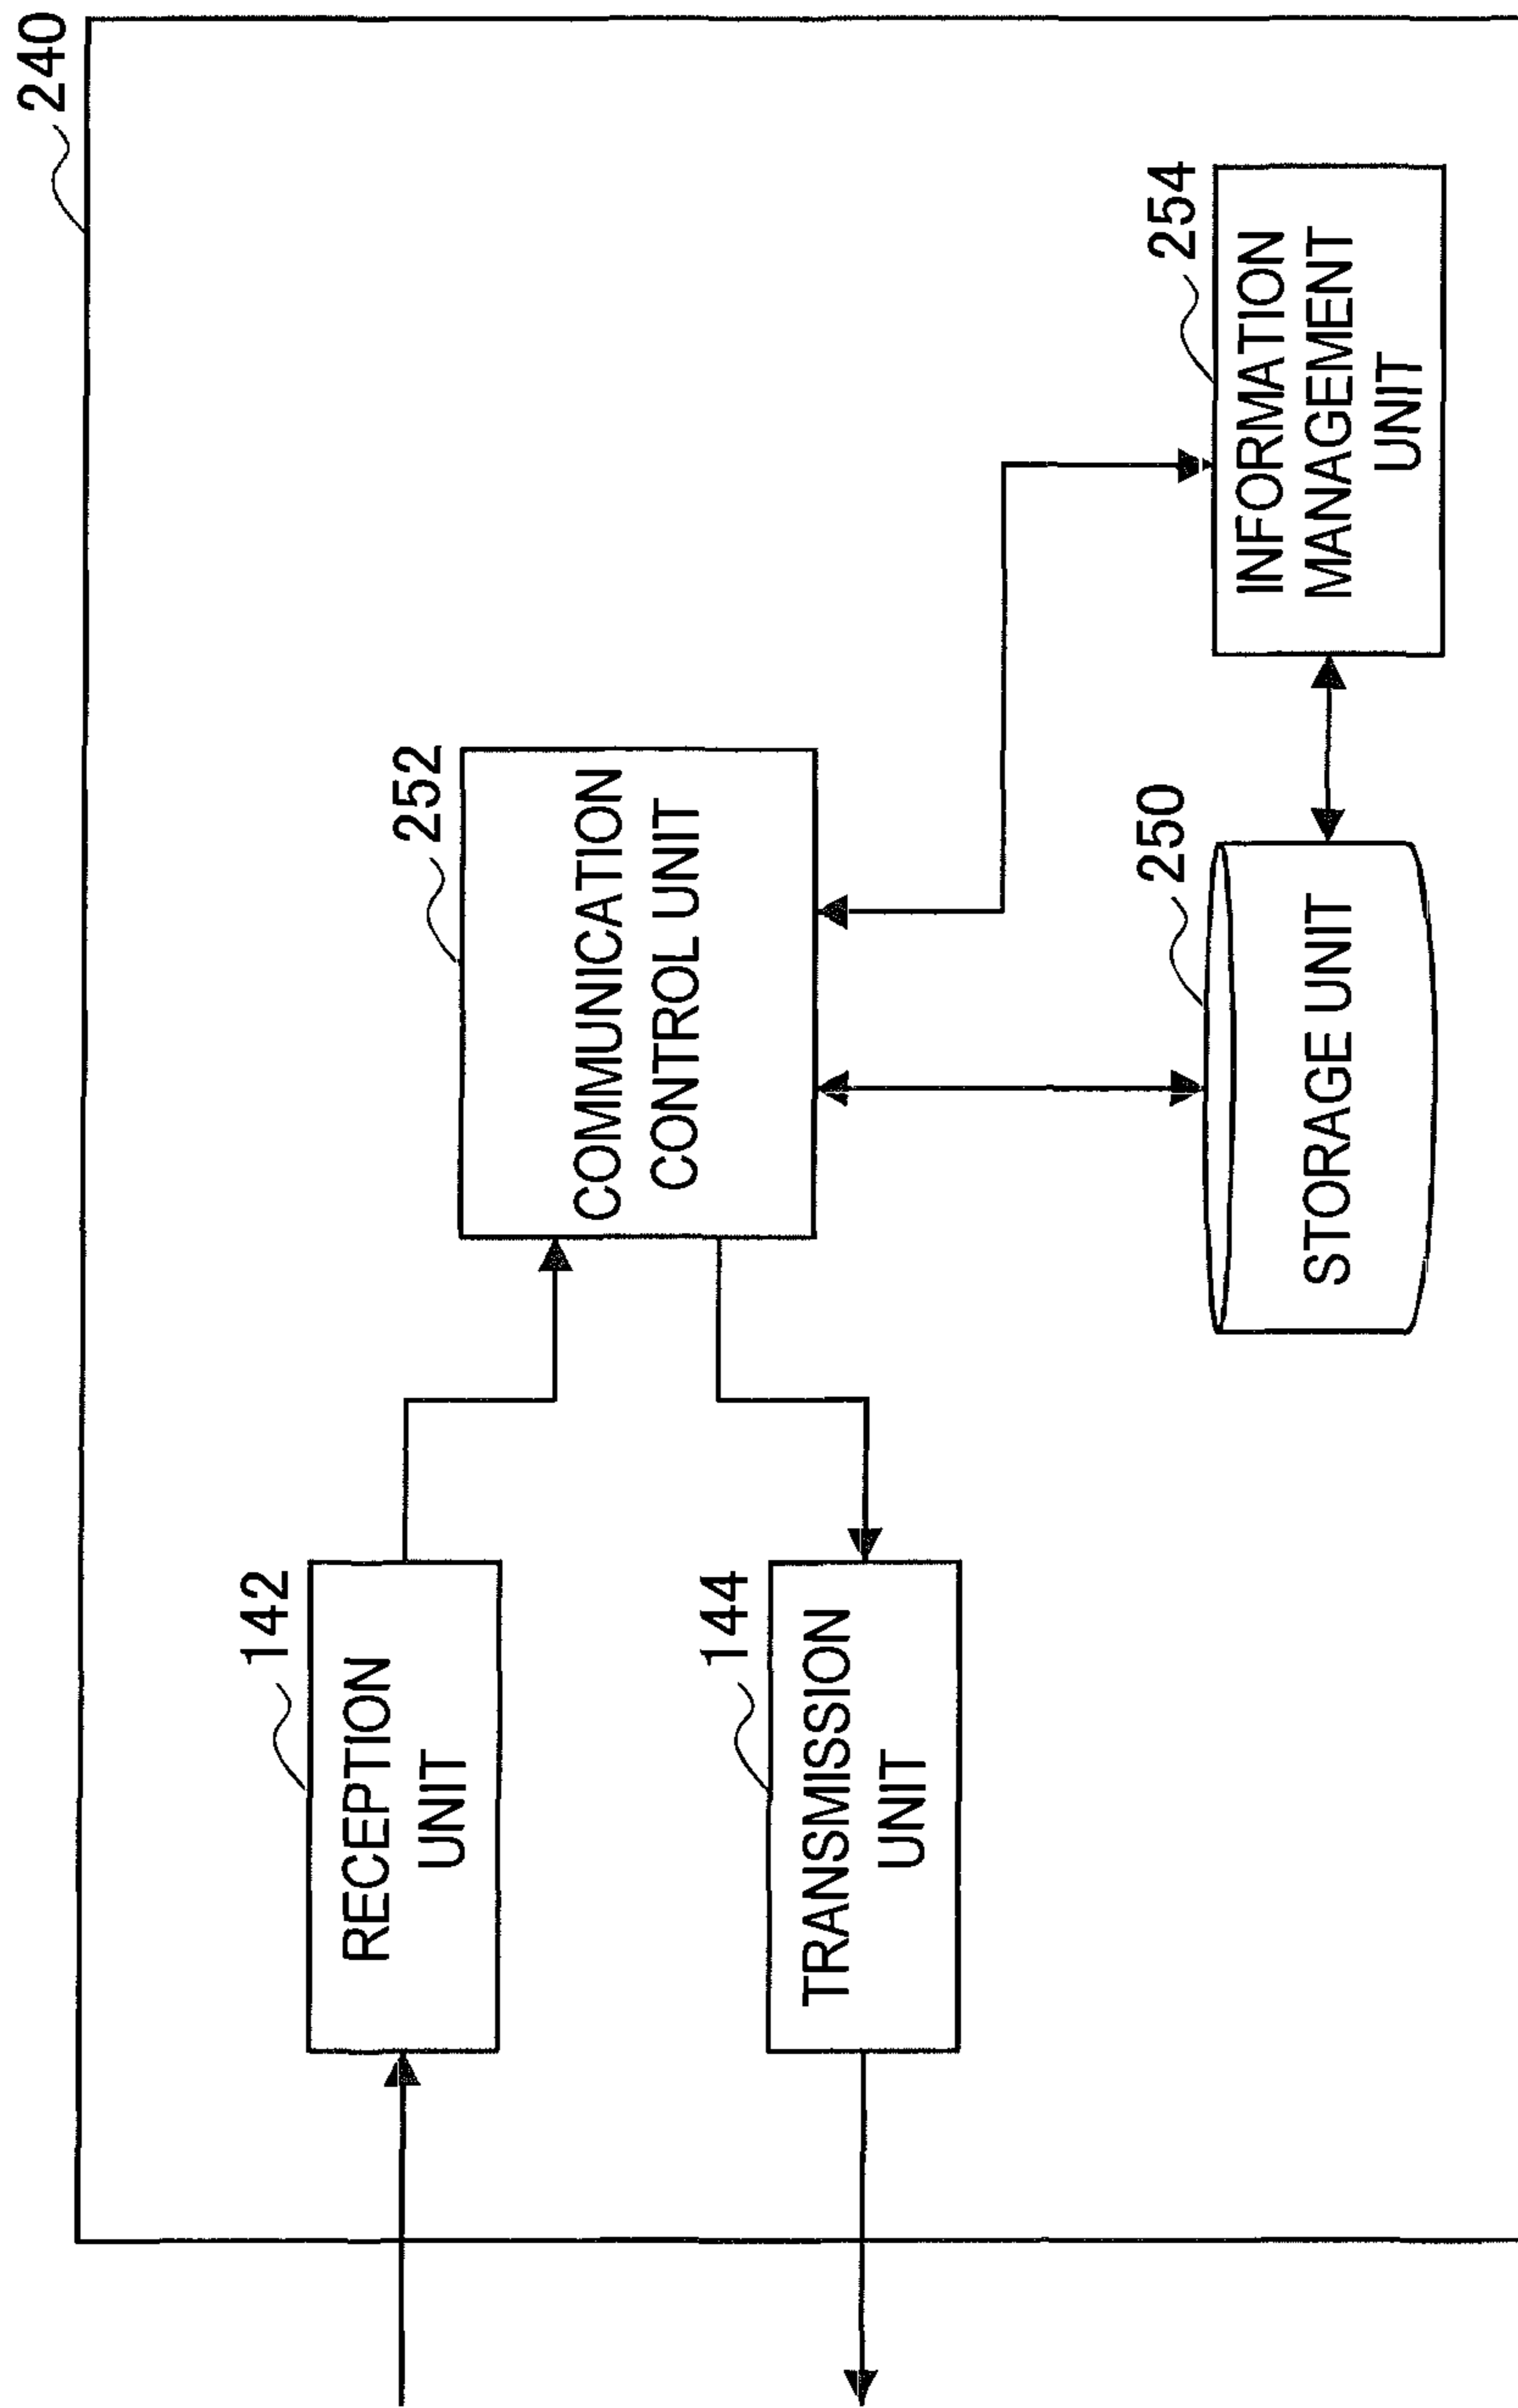 240
142
RECEPTION
UNIT
252
COMMUNICATION
CONTROL UNIT
144
TRANSMISSION
UNIT
250
STORAGE UNIT
254
INFORMATION
MANAGEMENT
UNIT